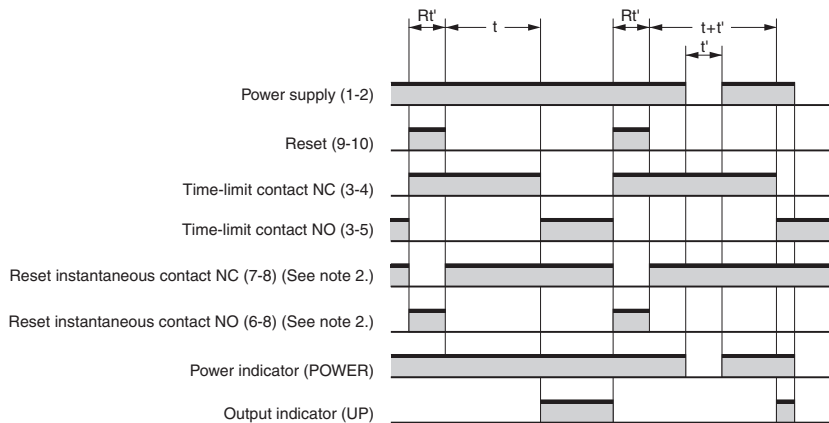 Rt' t Rt' t+t'
t'
Power supply (1-2)
Reset (9-10)
Time-limit contact NC (3-4)
Time-limit contact NO (3-5)
Reset instantaneous contact NC (7-8) (See note 2.)
Reset instantaneous contact NO (6-8) (See note 2.)
Power indicator (POWER)
Output indicator (UP)